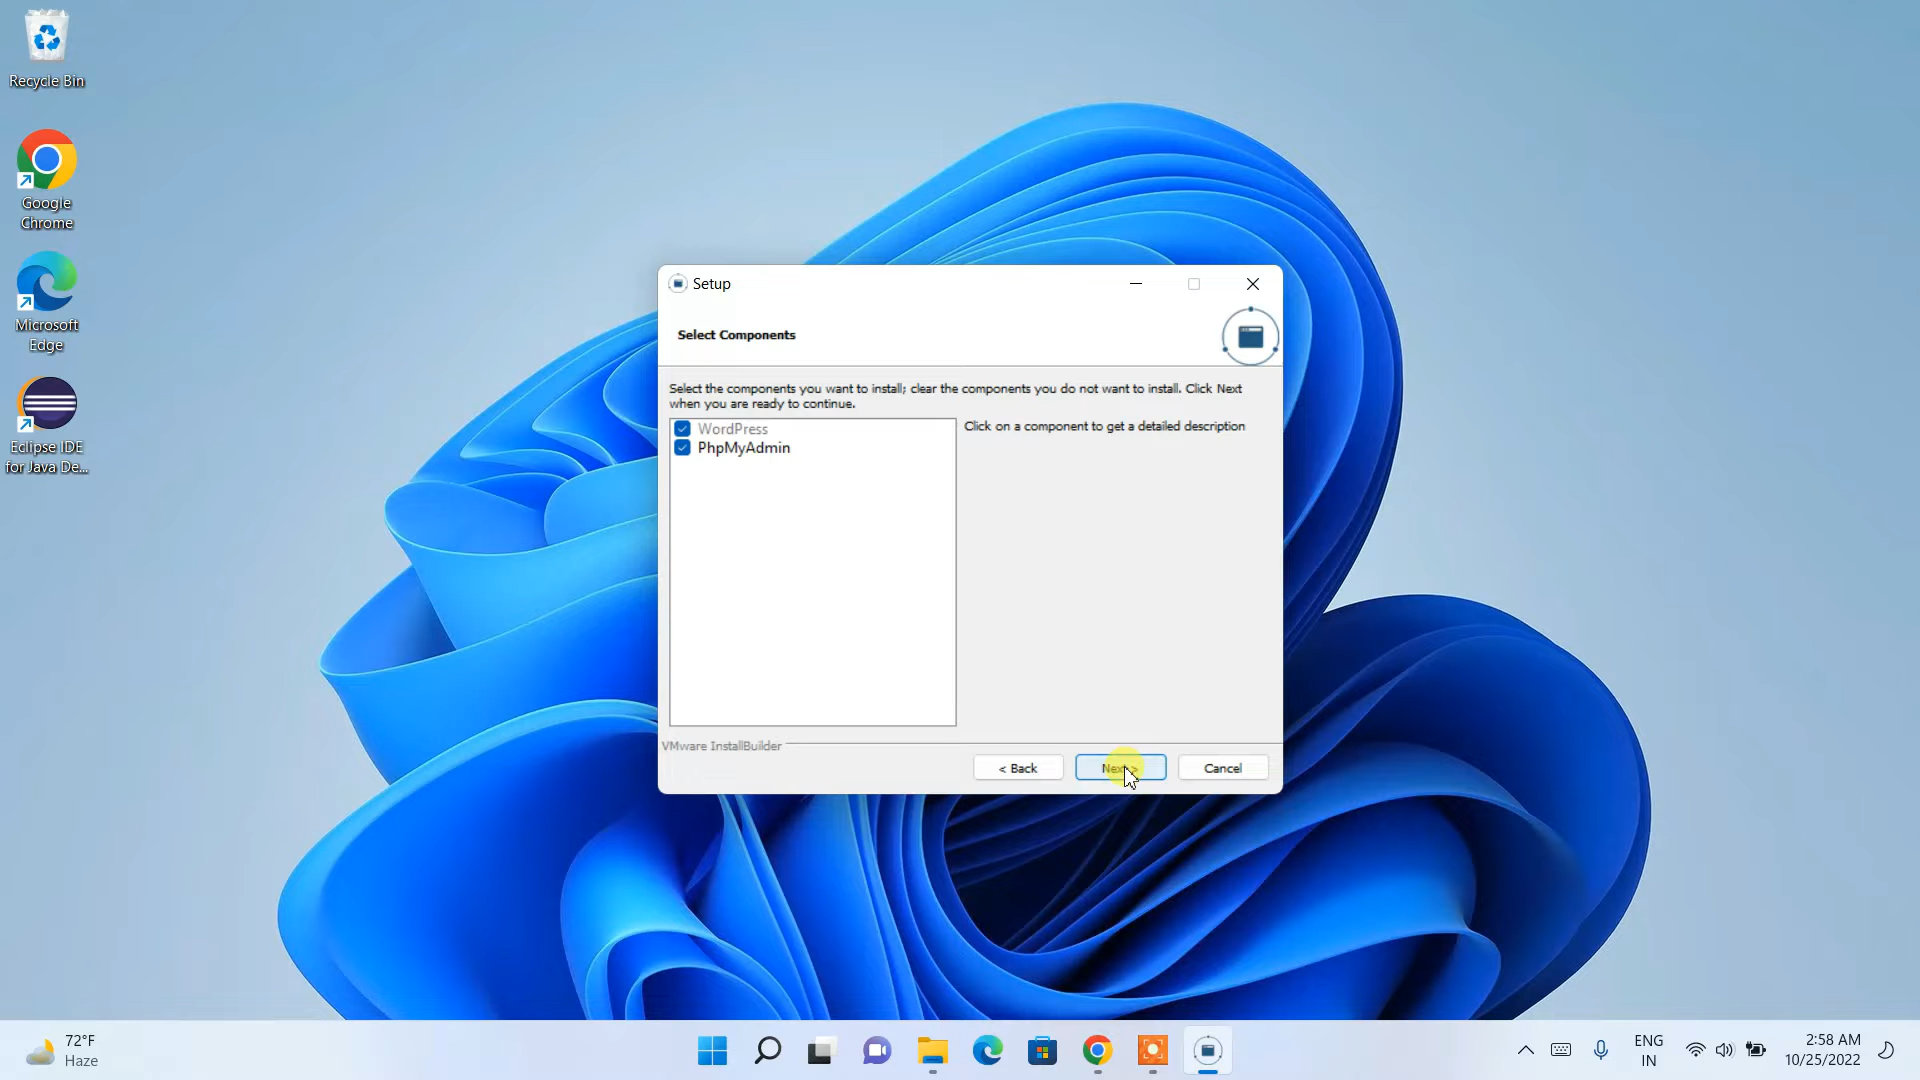 Recycle Bin
Google
Chrome
Microsoft
Edge
Eclipse IDE
for Java De...
Setup
Select Components
Select the components you want to install; clear the components you do not want to install. Click Next
when you are ready to continue.
WordPress
PhpMyAdmin
Click on a component to get a detailed description
VMware InstallBuilder
< Back
Next >
Cancel
72°F
Haze
ENG
IN
2:58 AM
10/25/2022